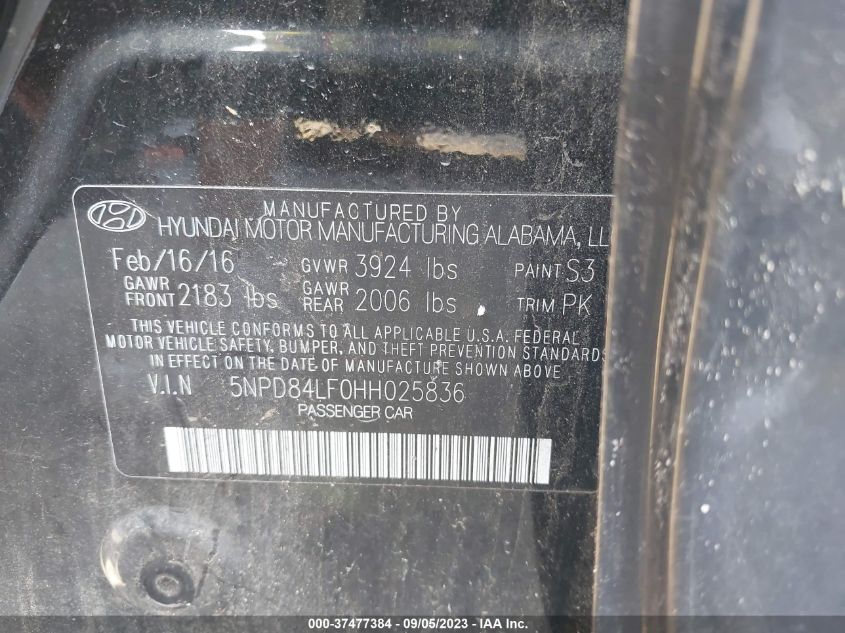 MANUFACTURED BY
HYUNDAI MOTOR MANUFACTURING ALABAMA, LL
Feb/16/16 GVWR 3924 lbs PAINT S3
GAWR FRONT 2183 lbs GAWR REAR 2006 lbs TRIM PK
THIS VEHICLE CONFORMS TO ALL APPLICABLE U.S.A. FEDERAL
MOTOR VEHICLE SAFETY, BUMPER, AND THEFT PREVENTION STANDARDS
IN EFFECT ON THE DATE OF MANUFACTURE SHOWN ABOVE
V.I.N 5NPD84LF0HH025836
PASSENGER CAR
000-37477384 - 09/05/2023 - IAA Inc.